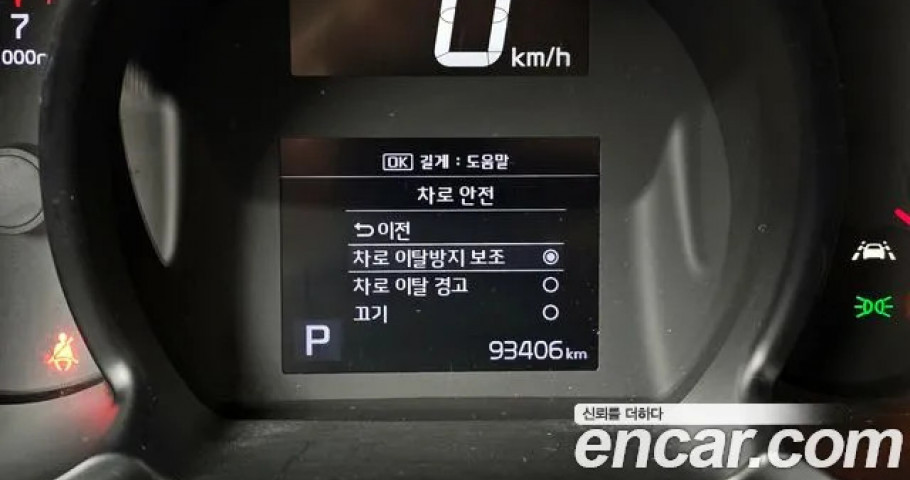 7
000r
0 km/h
OK 길게 : 도움말
차로 안전
이전
차로 이탈방지 보조
차로 이탈 경고
끄기
P
93406 km
신뢰를 더하다
encar.com